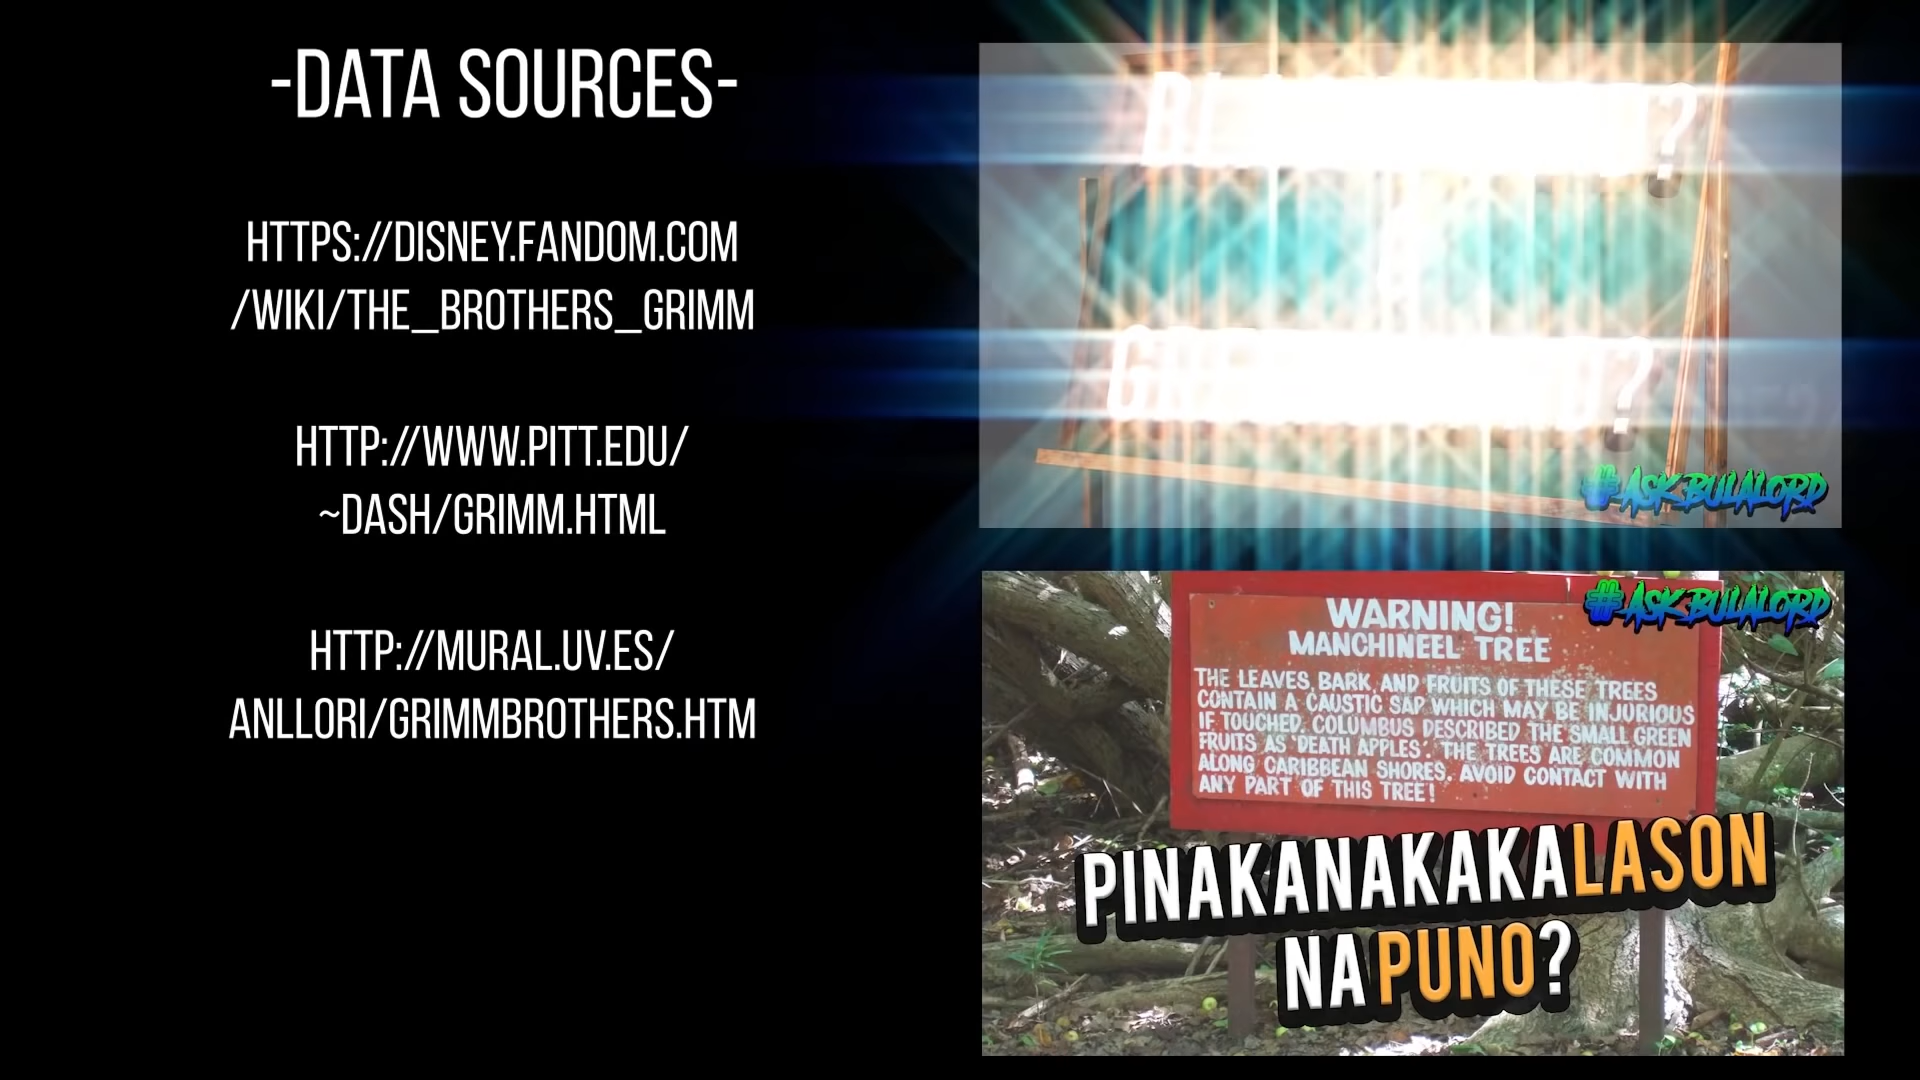 -DATA SOURCES-
HTTPS://DISNEY.FANDOM.COM
/WIKI/THE_BROTHERS_GRIMM
HTTP://WWW.PITT.EDU/
~DASH/GRIMM.HTML
HTTP://MURAL.UV.ES/
ANLLORI/GRIMMBROTHERS.HTM
#ASKBULALORD
#ASKBULALORD
WARNING!
MANCHINEEL TREE
THE LEAVES, BARK, AND FRUITS OF THESE TREES
CONTAIN A CAUSTIC SAP WHICH MAY BE INJURIOUS
IF TOUCHED. COLUMBUS DESCRIBED THE SMALL GREEN
FRUITS AS 'DEATH APPLES'. THE TREES ARE COMMON
ALONG CARIBBEAN SHORES. AVOID CONTACT WITH
ANY PART OF THIS TREE!
PINAKANAKAKALASON
NA PUNO?